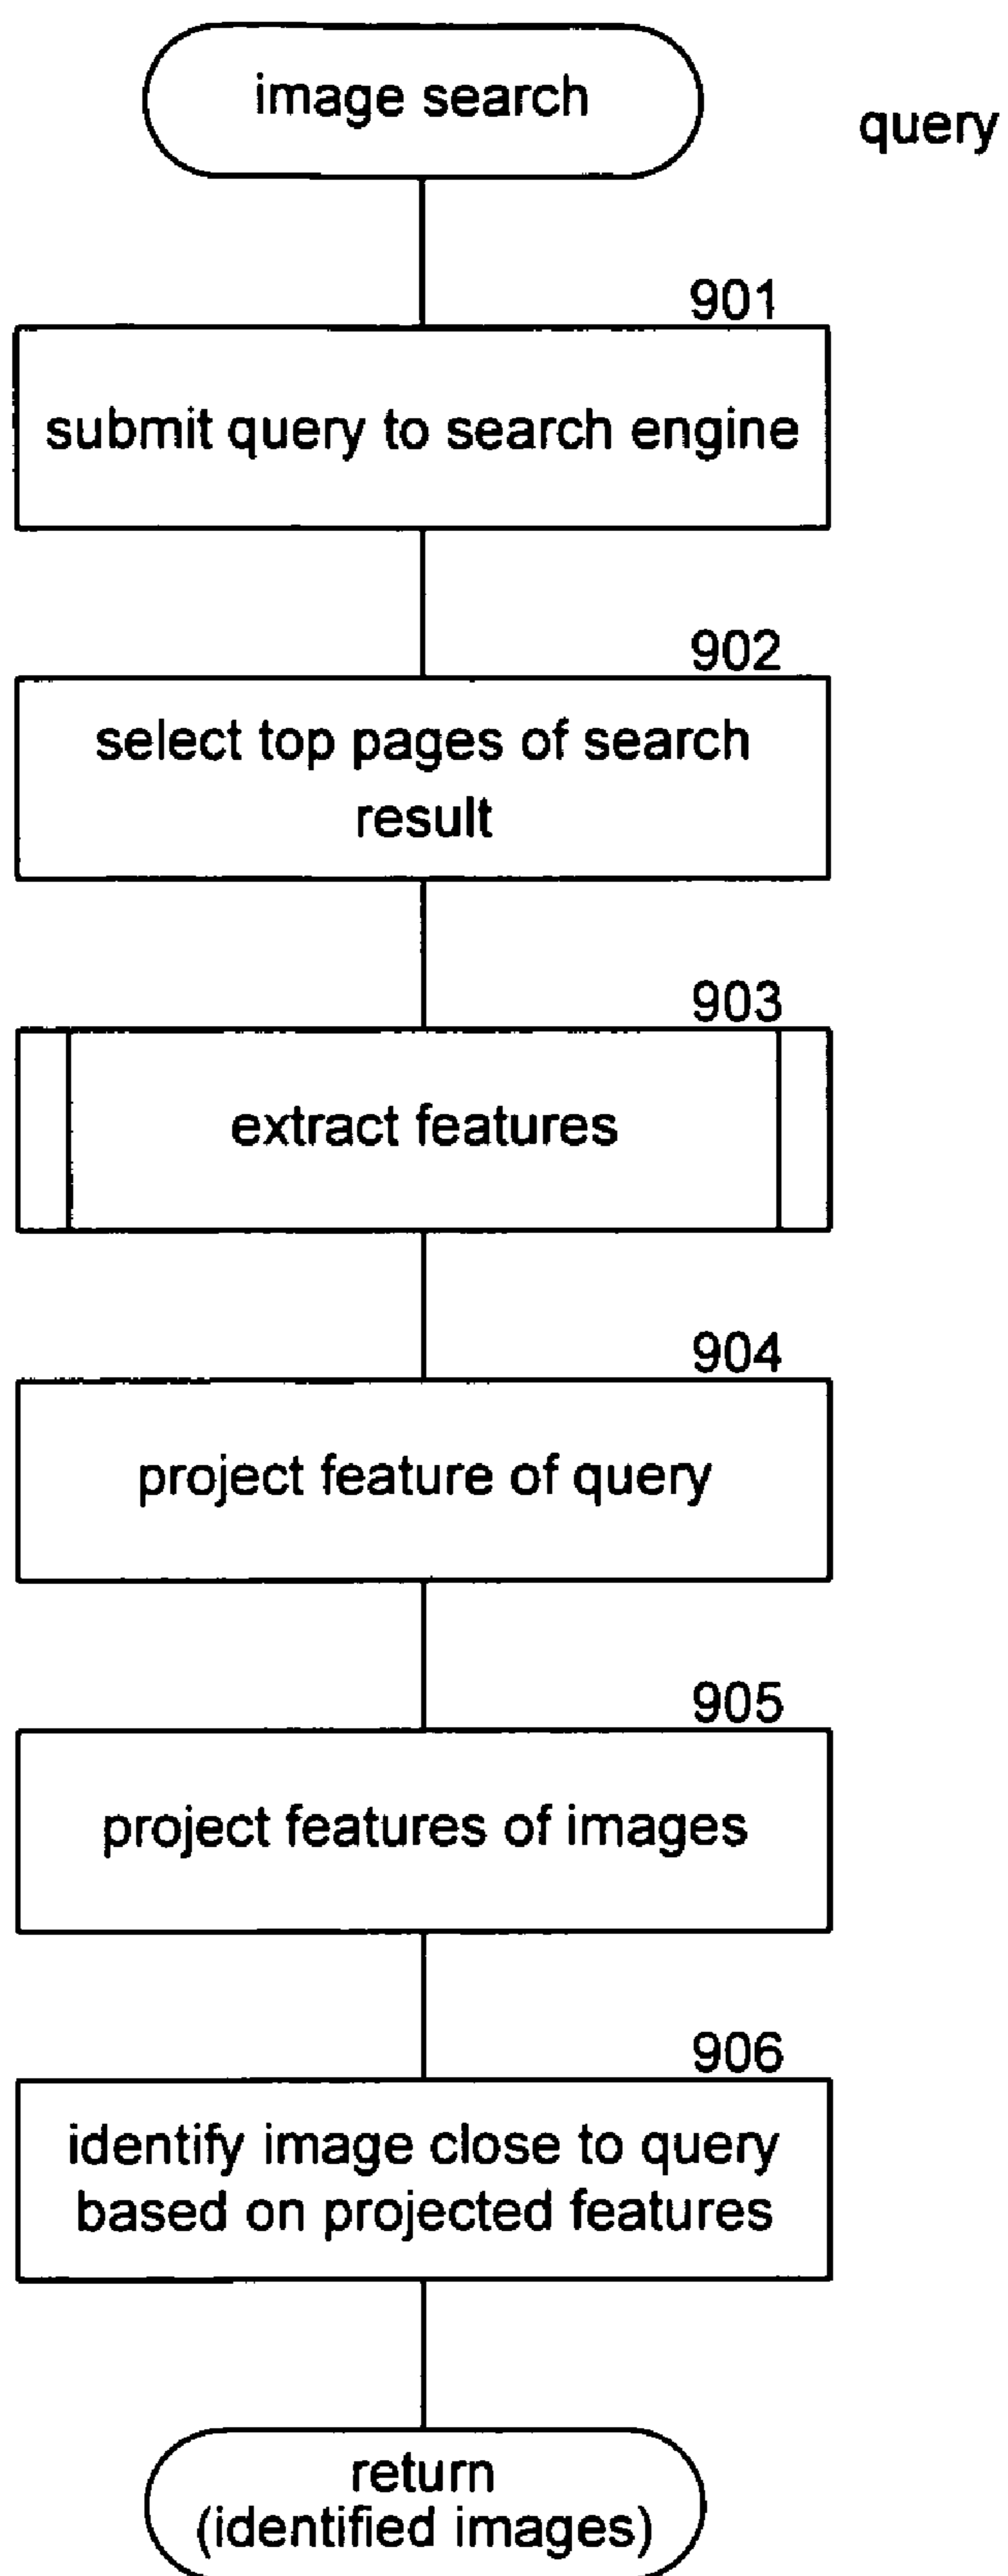 image search
query
901
submit query to search engine
902
select top pages of search
result
903
extract features
904
project feature of query
905
project features of images
906
identify image close to query
based on projected features
return
(identified images)